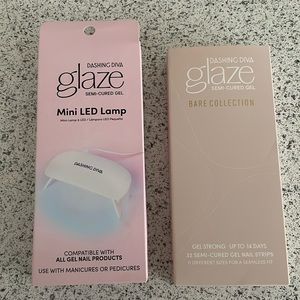 DASHING DIVA
glaze
SEMI-CURED GEL
Mini LED Lamp
DASHING DIVA
COMPATIBLE WITH
ALL GEL NAIL PRODUCTS
USE WITH MANICURES OR PEDICURES
DASHING DIVA
glaze
SEMI-CURED GEL
BARE COLLECTION
GEL STRONG · UP TO 14 DAYS
32 SEMI-CURED GEL NAIL STRIPS